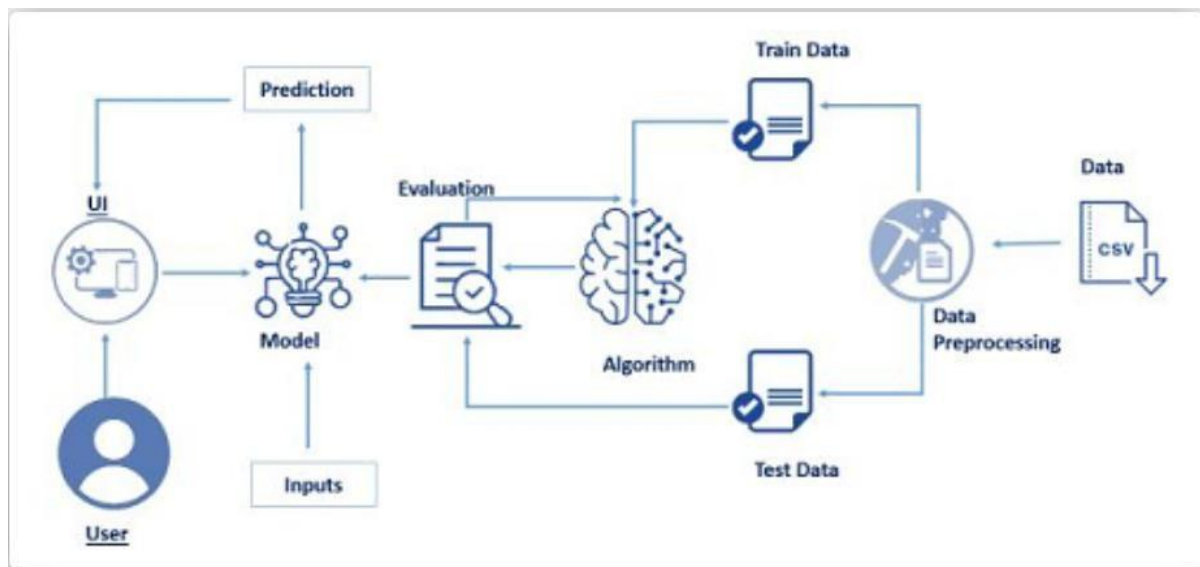 Train Data
Prediction
Data
Evaluation
UI
CSV
Model
Data
Preprocessing
Algorithm
Test Data
Inputs
User